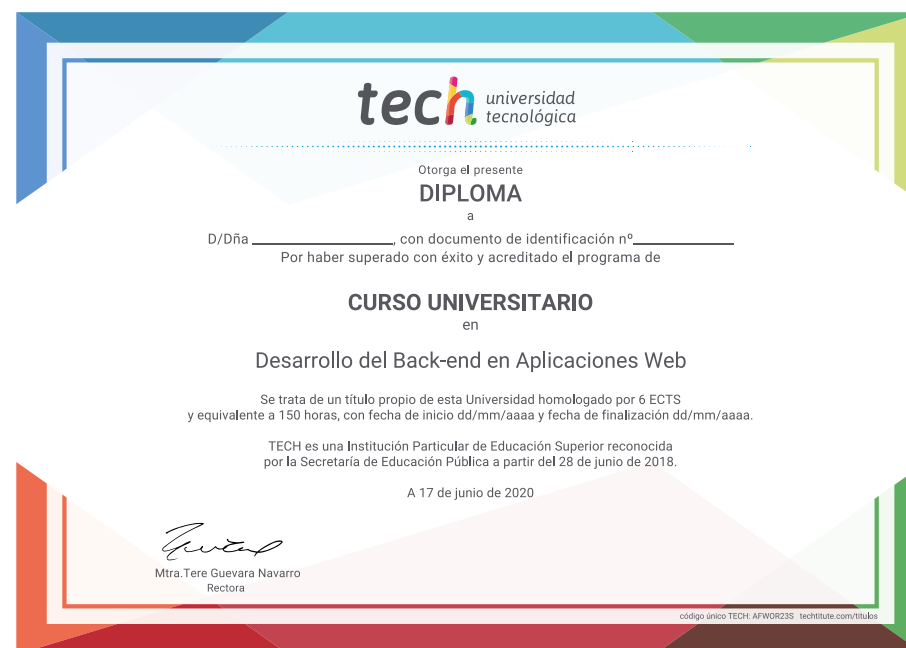 tech universidad
tecnológica
Otorga el presente
DIPLOMA
a
D/Dña ____________________, con documento de identificación nº______________
Por haber superado con éxito y acreditado el programa de
CURSO UNIVERSITARIO
en
Desarrollo del Back-end en Aplicaciones Web
Se trata de un título propio de esta Universidad homologado por 6 ECTS
y equivalente a 150 horas, con fecha de inicio dd/mm/aaaa y fecha de finalización dd/mm/aaaa.
TECH es una Institución Particular de Educación Superior reconocida
por la Secretaría de Educación Pública a partir del 28 de junio de 2018.
A 17 de junio de 2020
Mtra.Tere Guevara Navarro
Rectora
código único TECH: AFWOR23S techtitute.com/titulos